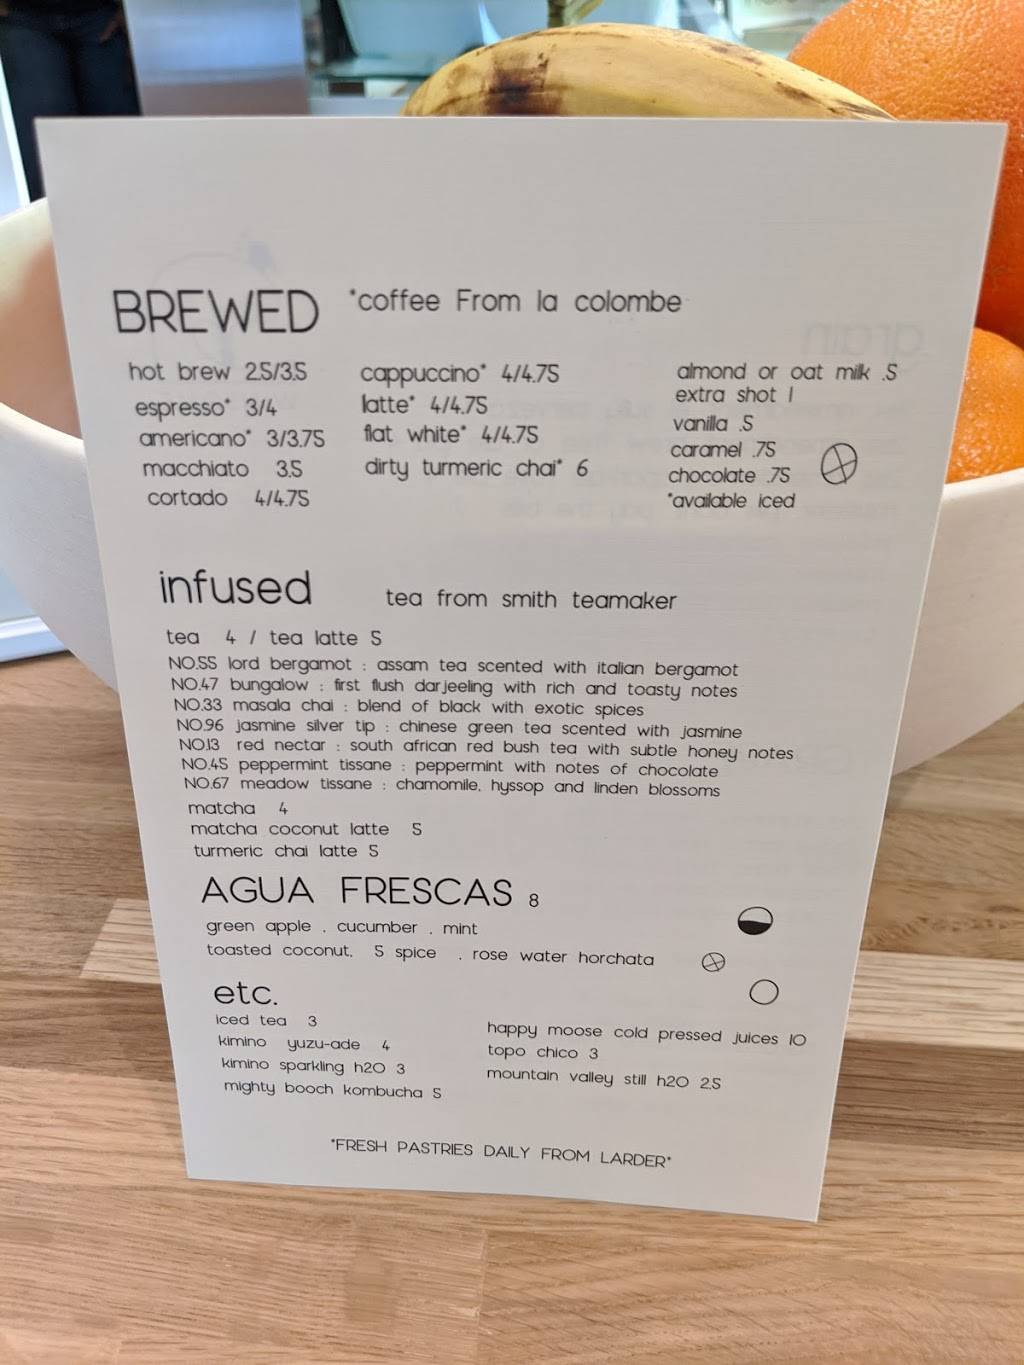 BREWED *coffee From la colombe
hot brew 2.5/3.5
espresso* 3/4
americano* 3/3.75
macchiato 3.5
cortado 4/4.75
cappuccino* 4/4.75
latte* 4/4.75
flat white* 4/4.75
dirty turmeric chai* 6
almond or oat milk .5
extra shot 1
vanilla .5
caramel .75
chocolate .75
*available iced
infused tea from smith teamaker
tea 4 / tea latte 5
NO.55 lord bergamot : assam tea scented with italian bergamot
NO.47 bungalow : first flush darjeeling with rich and toasty notes
NO.33 masala chai : blend of black with exotic spices
NO.96 jasmine silver tip : chinese green tea scented with jasmine
NO.13 red nectar : south african red bush tea with subtle honey notes
NO.45 peppermint tissane : peppermint with notes of chocolate
NO.67 meadow tissane : chamomile, hyssop and linden blossoms
matcha 4
matcha coconut latte 5
turmeric chai latte 5
AGUA FRESCAS 8
green apple . cucumber . mint
toasted coconut. 5 spice . rose water horchata
etc.
iced tea 3
kimino yuzu-ade 4
kimino sparkling h2O 3
mighty booch kombucha 5
happy moose cold pressed juices 10
topo chico 3
mountain valley still h2O 2.5
*FRESH PASTRIES DAILY FROM LARDER*